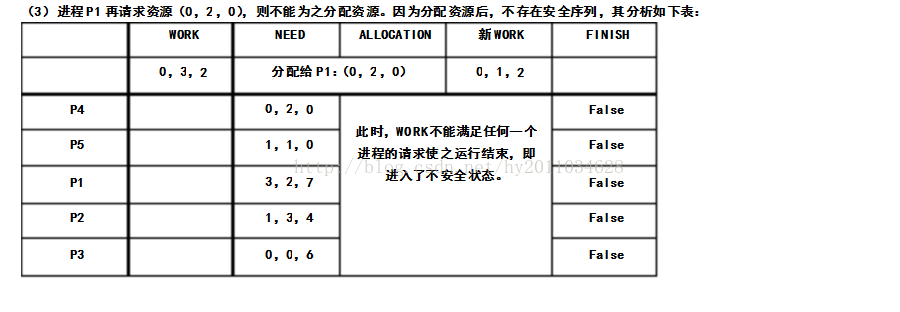 (3) 进程P1 再请求资源（0，2，0），则不能为之分配资源。因为分配资源后，不存在安全序列，其分析如下表：
WORK NEED ALLOCATION 新WORK FINISH
0，3，2 分配给P1：（0，2，0） 0，1，2
P4 0，2，0 False
此时，WORK不能满足任何一个
P5 1，1，0 False
进程的请求使之运行结束，即
http://blog.csdn.net/hy2011034628
进入了不安全状态。
P1 3，2，7 False
P2 1，3，4 False
P3 0，0，6 False